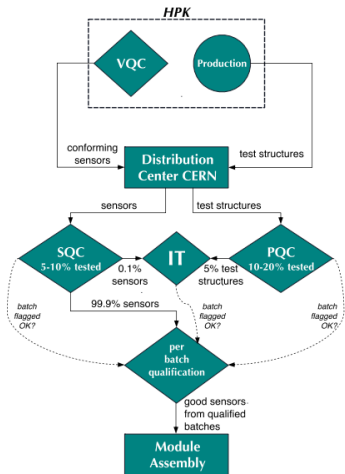 HPK
VQC
Production
conforming
sensors
test structures
Distribution
Center CERN
sensors
test structures
SQC
5-10% tested
0.1%
sensors
IT
5% test
structures
PQC
10-20% tested
99.9% sensors
batch
flagged
OK?
batch
flagged
OK?
batch
flagged
OK?
per
batch
qualification
good sensors
from qualified
batches
Module
Assembly